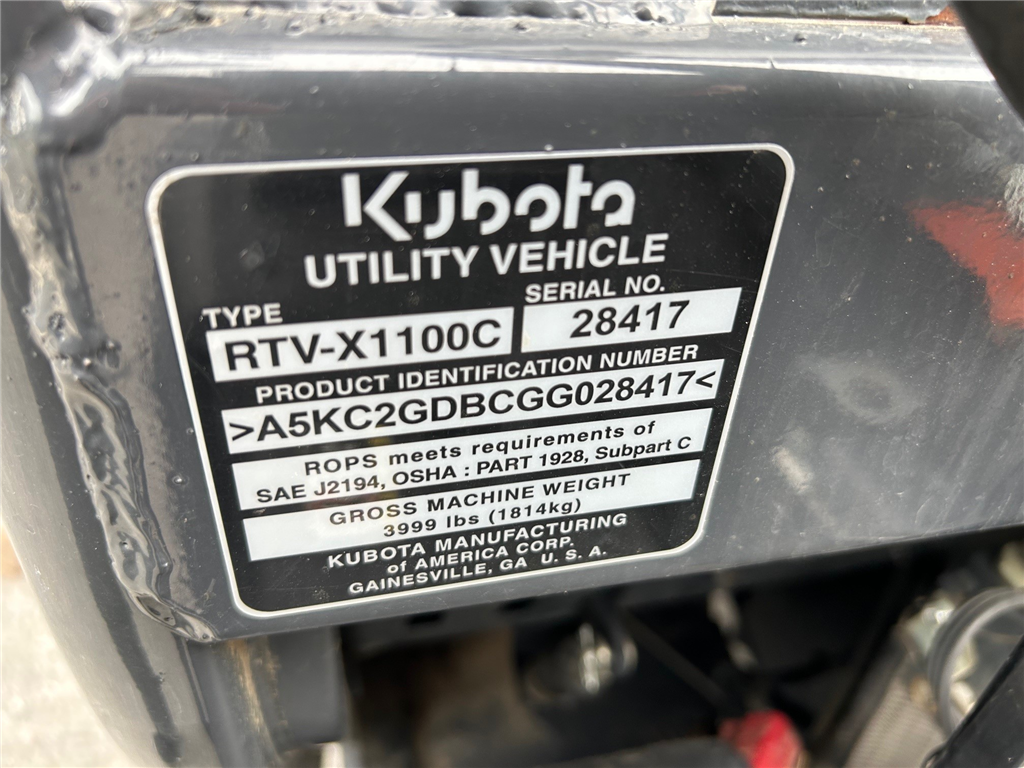 Kubota
UTILITY VEHICLE
TYPE
SERIAL NO.
RTV-X1100C
28417
PRODUCT IDENTIFICATION NUMBER
>A5KC2GDBCGG028417<
ROPS meets requirements of
SAE J2194, OSHA : PART 1928, Subpart C
GROSS MACHINE WEIGHT
3999 lbs (1814kg)
KUBOTA MANUFACTURING
of AMERICA CORP.
GAINESVILLE, GA U. S. A.